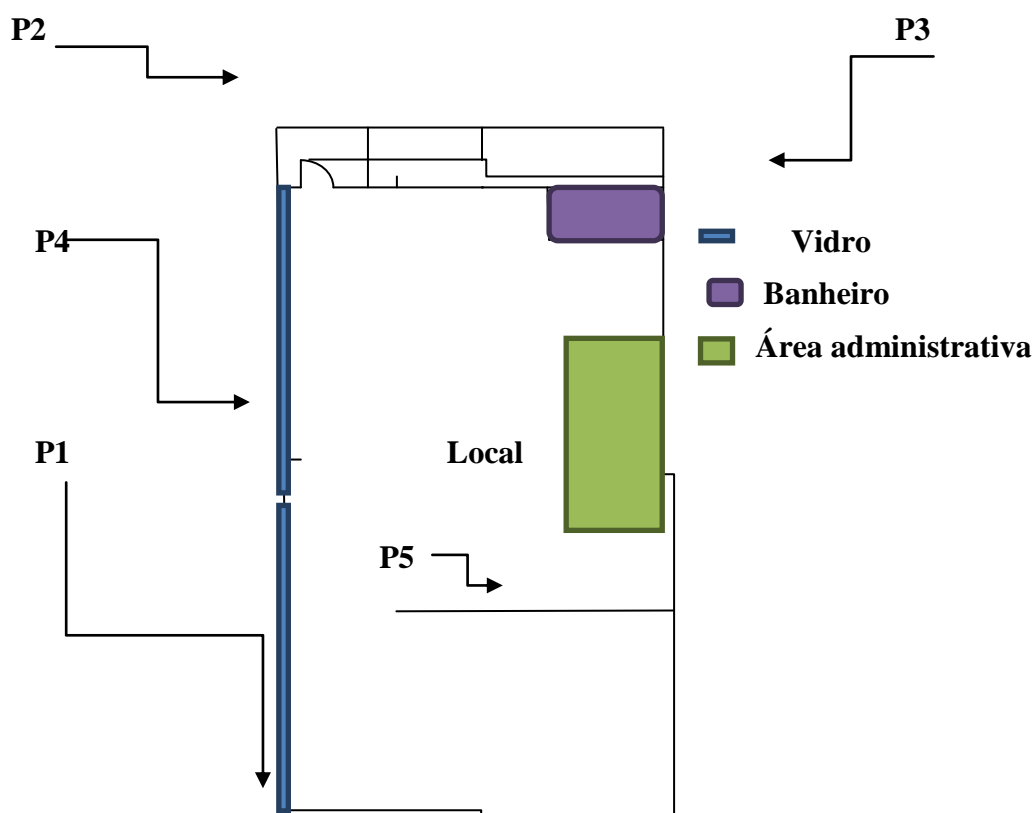 P2
P3
P4
Vidro
Banheiro
Área administrativa
P1
Local
P5